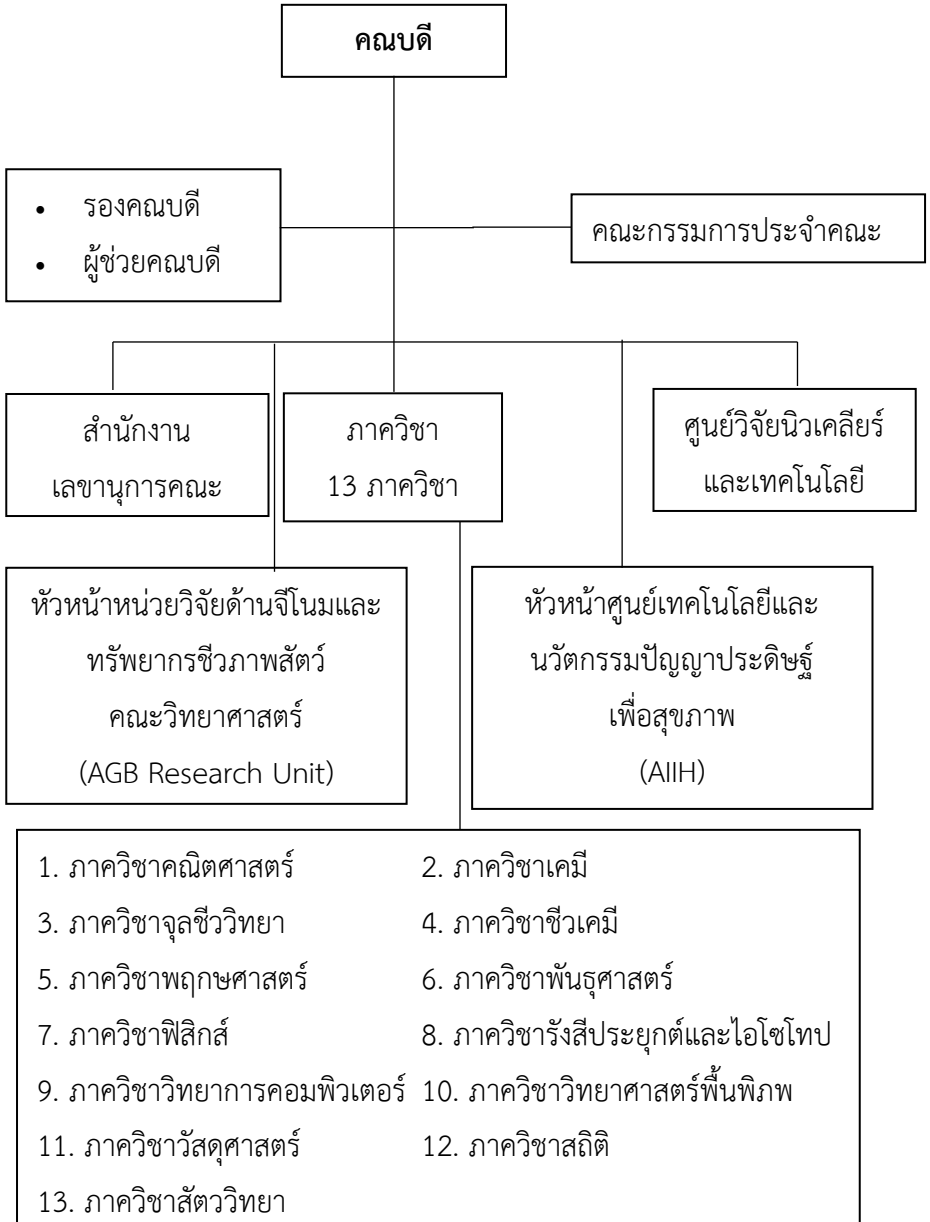 คณบดี
• รองคณบดี
• ผู้ช่วยคณบดี
คณะกรรมการประจำคณะ
สำนักงาน
เลขานุการคณะ
ภาควิชา
13 ภาควิชา
ศูนย์วิจัยนิวเคลียร์
และเทคโนโลยี
หัวหน้าหน่วยวิจัยด้านจีโนมและ
ทรัพยากรชีวภาพสัตว์
คณะวิทยาศาสตร์
(AGB Research Unit)
หัวหน้าศูนย์เทคโนโลยีและ
นวัตกรรมปัญญาประดิษฐ์
เพื่อสุขภาพ
(AIIH)
1. ภาควิชาคณิตศาสตร์ 2. ภาควิชาเคมี
3. ภาควิชาจุลชีววิทยา 4. ภาควิชาชีวเคมี
5. ภาควิชาพฤกษศาสตร์ 6. ภาควิชาพันธุศาสตร์
7. ภาควิชาฟิสิกส์ 8. ภาควิชารังสีประยุกต์และไอโซโทป
9. ภาควิชาวิทยาการคอมพิวเตอร์ 10. ภาควิชาวิทยาศาสตร์พื้นพิภพ
11. ภาควิชาวัสดุศาสตร์ 12. ภาควิชาสถิติ
13. ภาควิชาสัตววิทยา